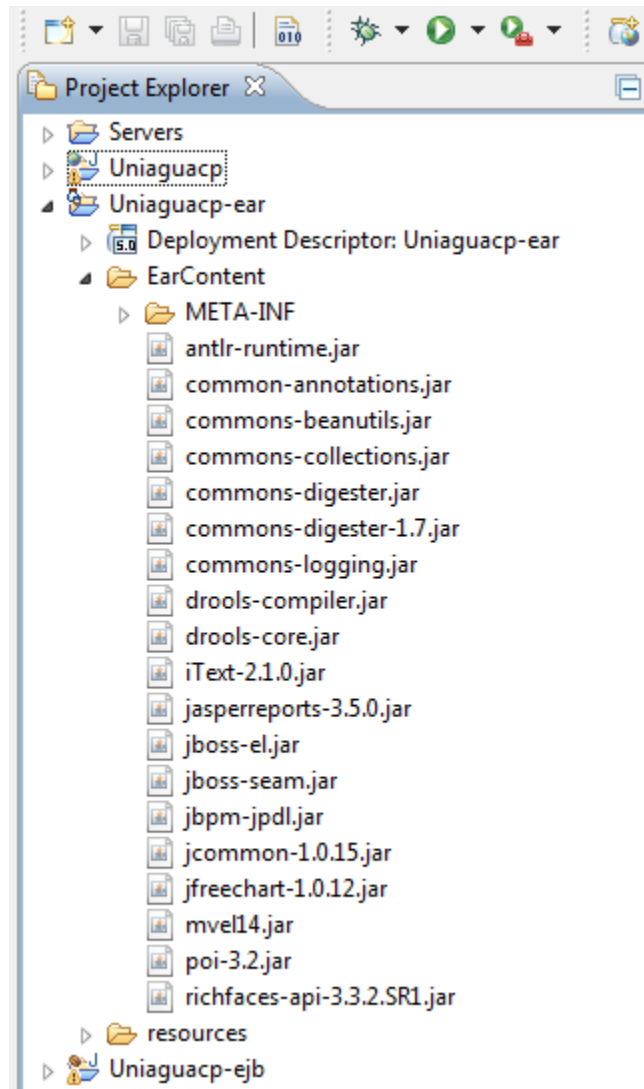 010
Project Explorer
Servers
Uniaguacp
Uniaguacp-ear
5.0 Deployment Descriptor: Uniaguacp-ear
EarContent
META-INF
antlr-runtime.jar
common-annotations.jar
commons-beanutils.jar
commons-collections.jar
commons-digester.jar
commons-digester-1.7.jar
commons-logging.jar
drools-compiler.jar
drools-core.jar
iText-2.1.0.jar
jasperreports-3.5.0.jar
jboss-el.jar
jboss-seam.jar
jbpm-jpdl.jar
jcommon-1.0.15.jar
jfreechart-1.0.12.jar
mvel14.jar
poi-3.2.jar
richfaces-api-3.3.2.SR1.jar
resources
Uniaguacp-ejb